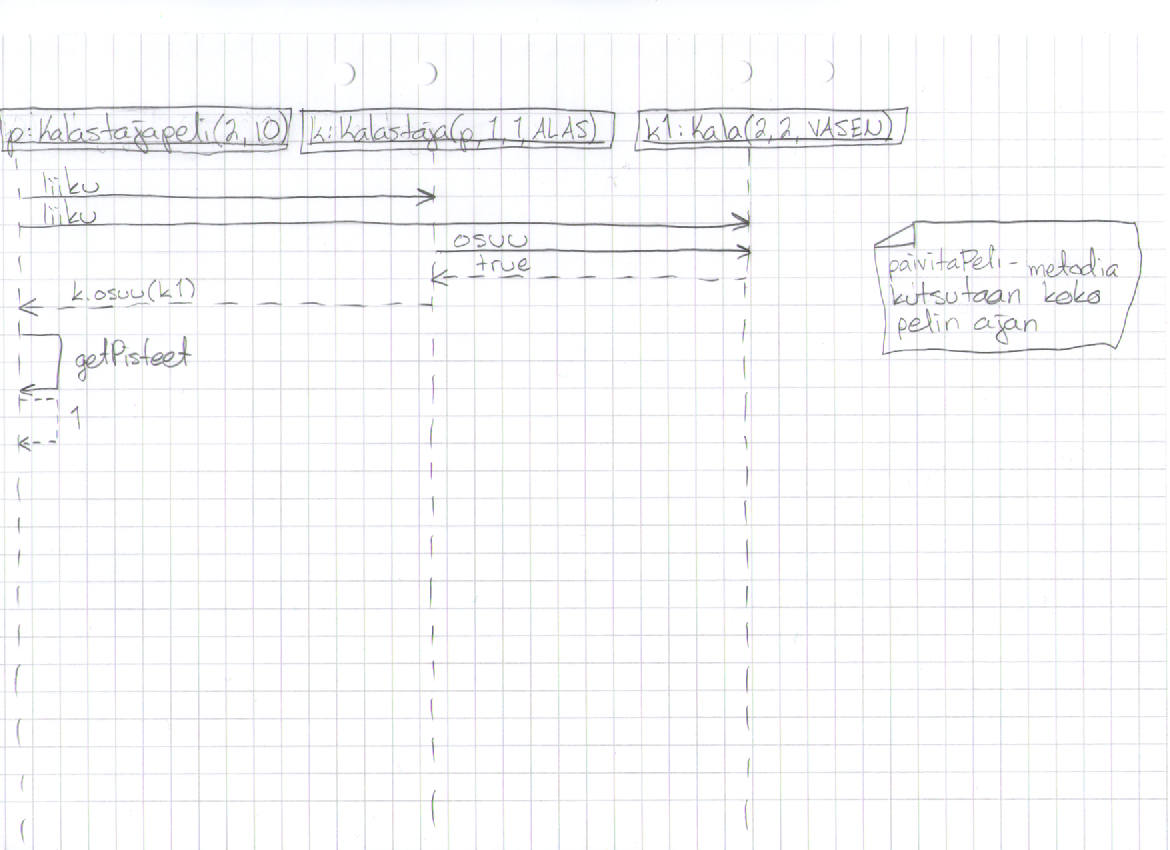 p:Kalastajapeli(2,10) k:Kalastaja(p, 1, 1, ALAS) k1:Kala(2,2, VASEN)
liiku
liiku
osuu
true
k.osuu(k1)
getPisteet
1
päivitäPeli-metodia
kutsutaan koko
pelin ajan